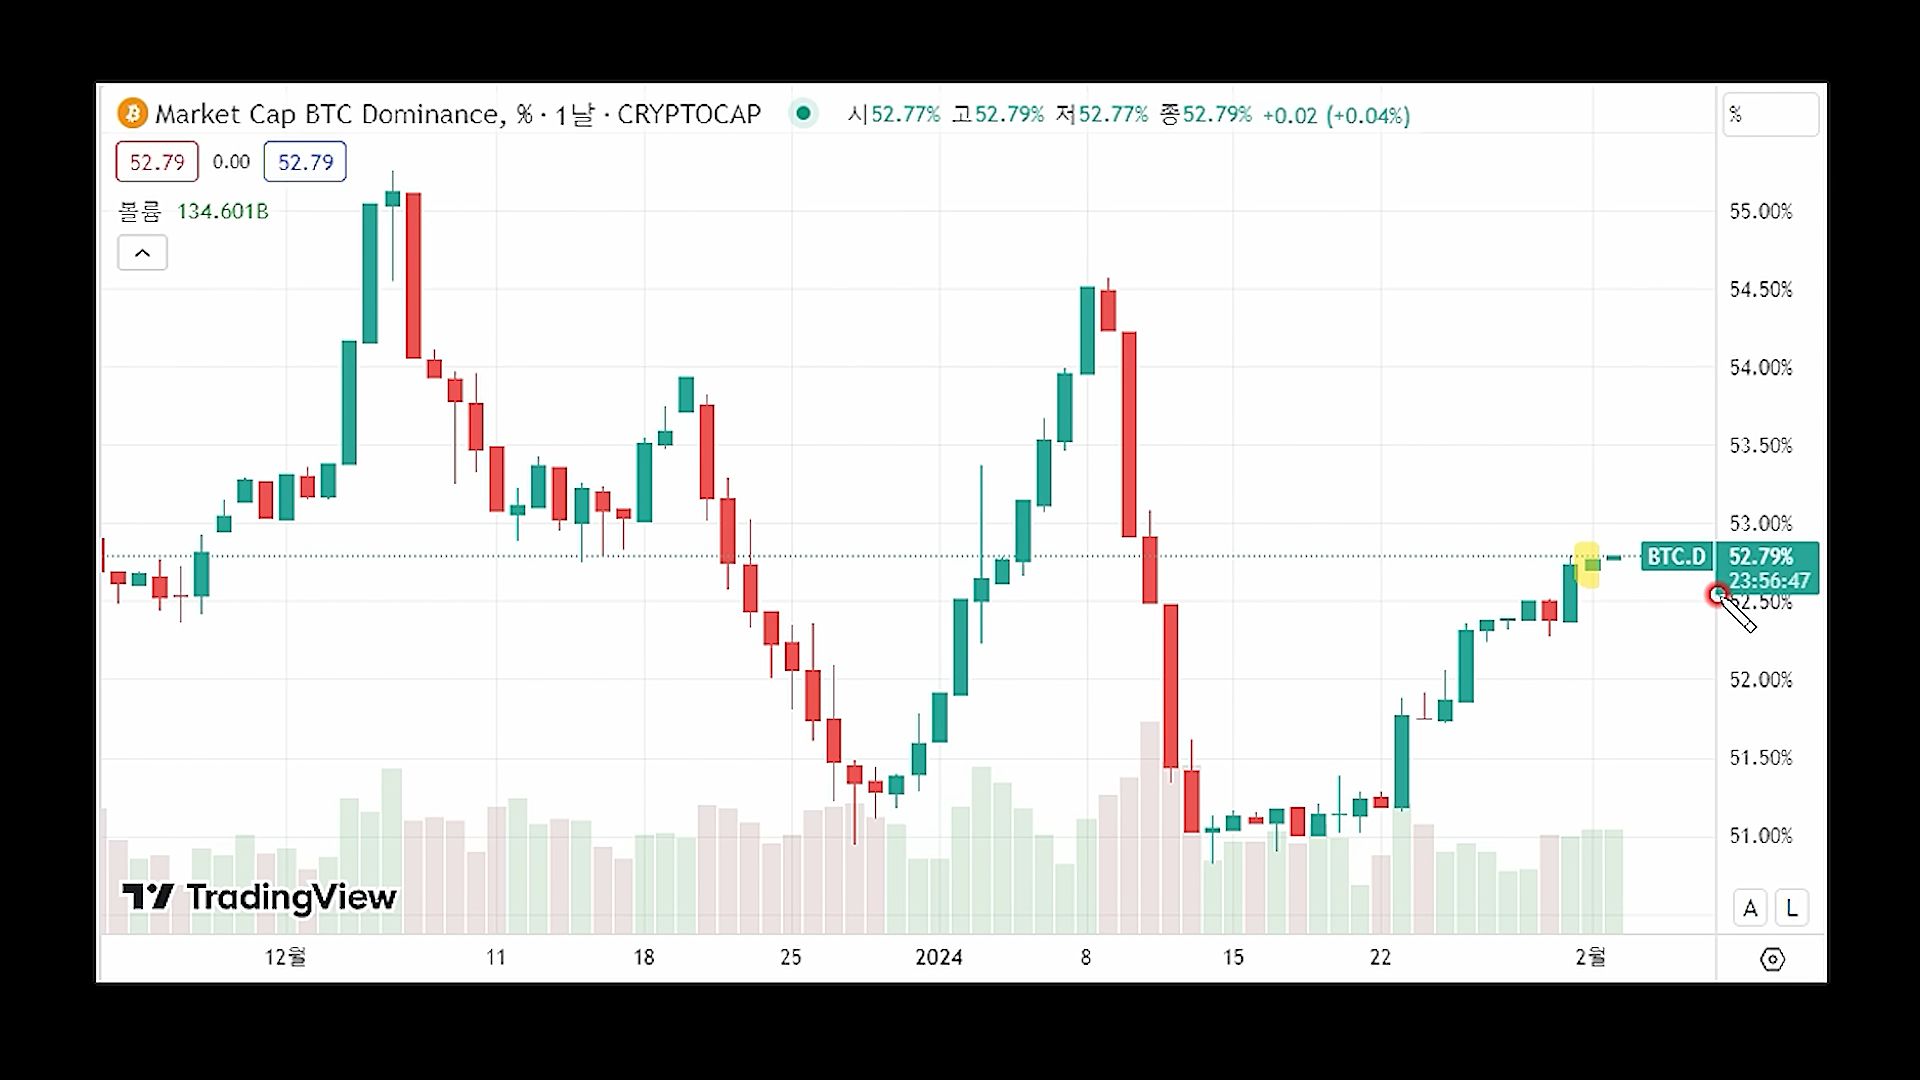 Market Cap BTC Dominance, % · 1날 · CRYPTOCAP 시52.77% 고52.79% 저52.77% 종52.79% +0.02 (+0.04%)
%
52.79 0.00 52.79
볼륨 134.601B
55.00%
54.50%
54.00%
53.50%
53.00%
BTC.D 52.79%
23:56:47
52.50%
52.00%
51.50%
51.00%
TradingView
A L
12월 11 18 25 2024 8 15 22 2월